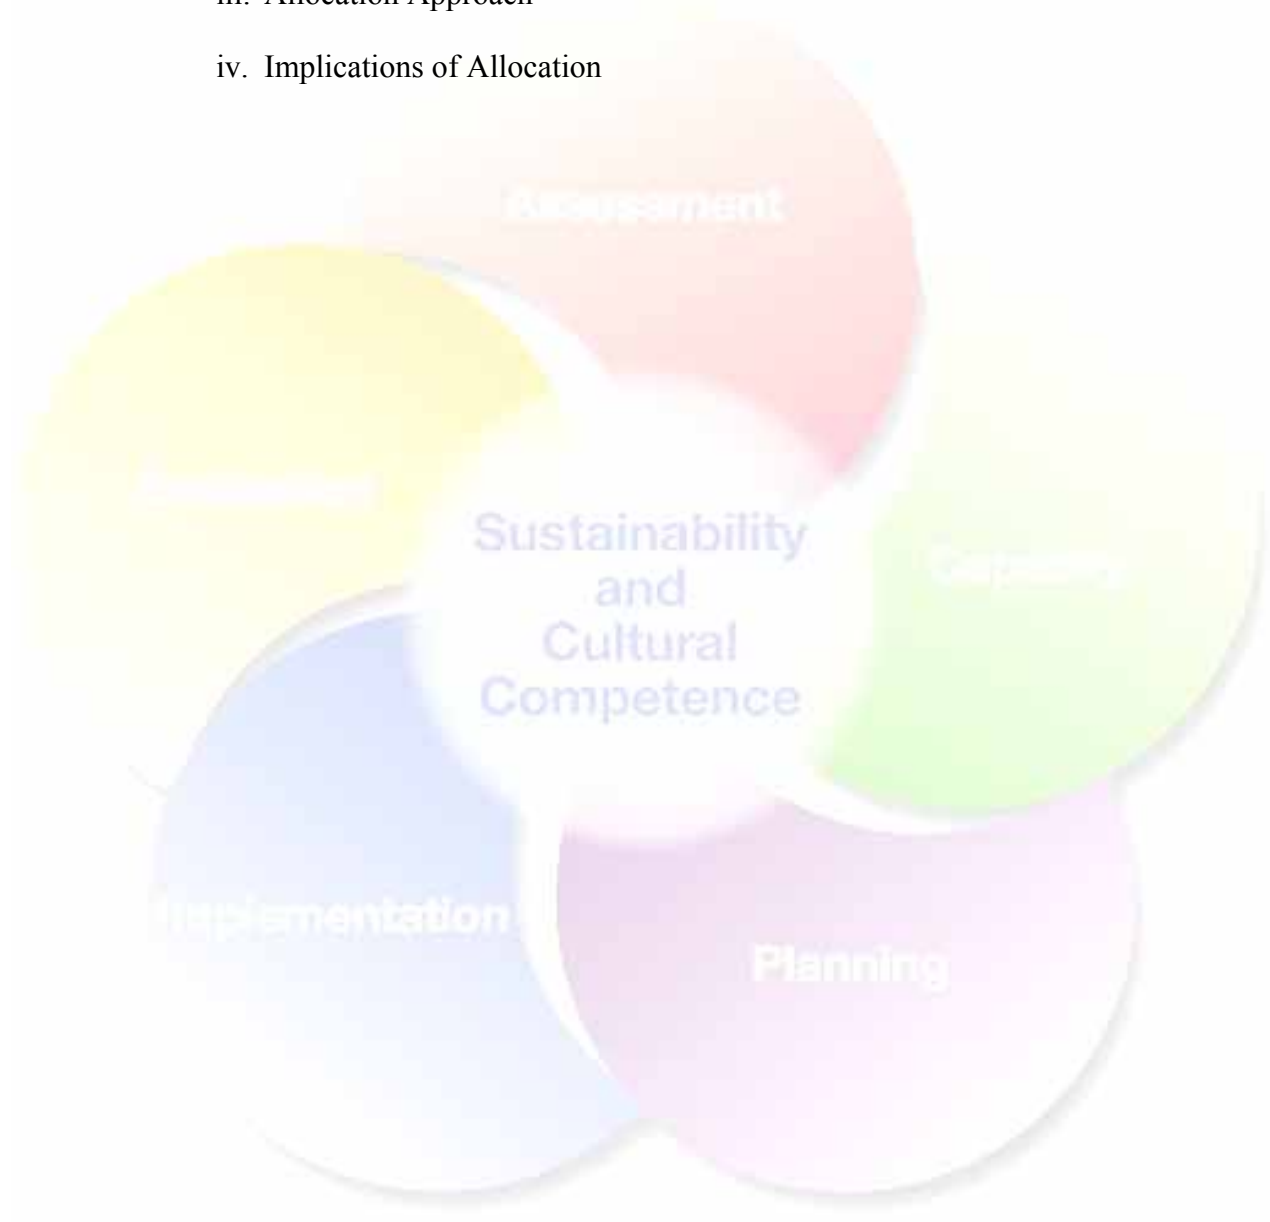 iii. Allocation Approach
iv. Implications of Allocation
Assessment
Capacity
Sustainability
and
Cultural
Competence
Implementation
Planning